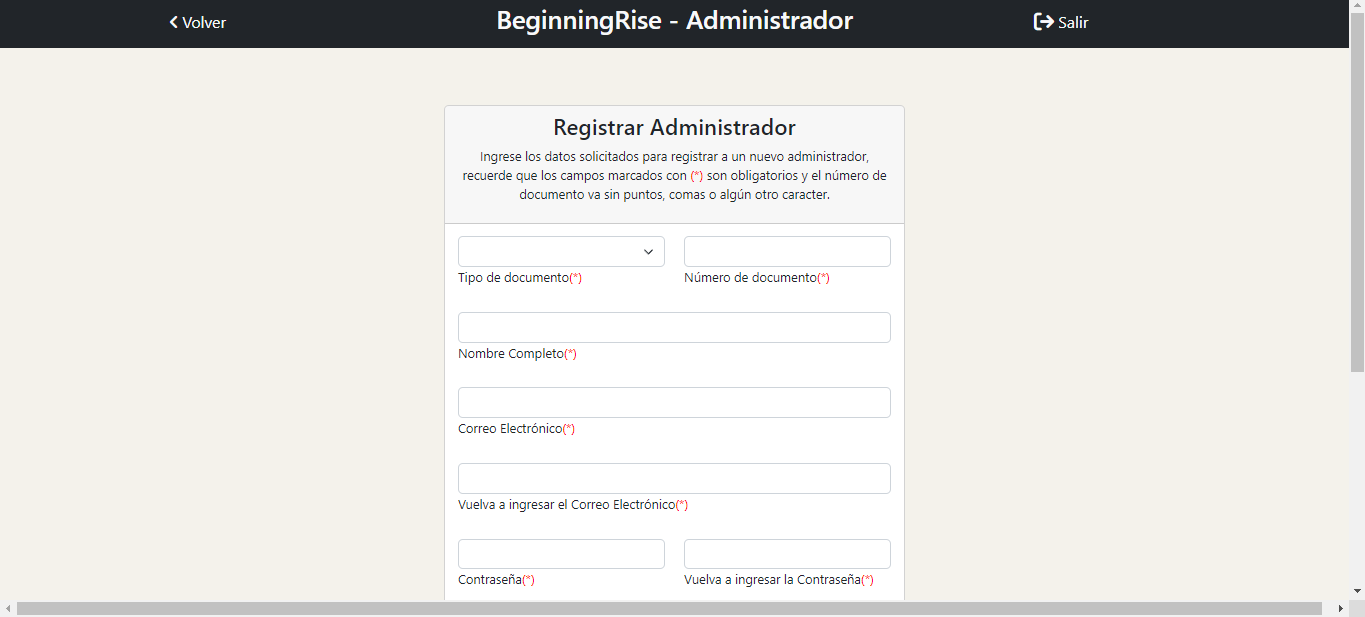 Volver
BeginningRise - Administrador
Salir
Registrar Administrador
Ingrese los datos solicitados para registrar a un nuevo administrador,
recuerde que los campos marcados con (*) son obligatorios y el número de
documento va sin puntos, comas o algún otro caracter.
Tipo de documento(*)
Número de documento(*)
Nombre Completo(*)
Correo Electrónico(*)
Vuelva a ingresar el Correo Electrónico(*)
Contraseña(*)
Vuelva a ingresar la Contraseña(*)